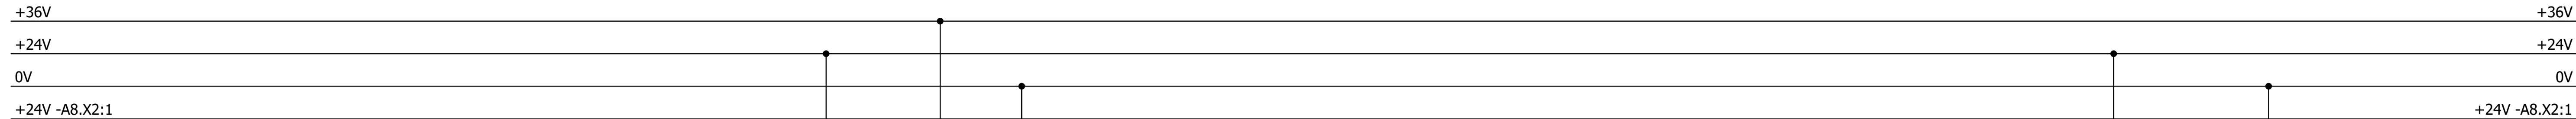 +36V +36V
+24V +24V
0V 0V
+24V -A8.X2:1 +24V -A8.X2:1